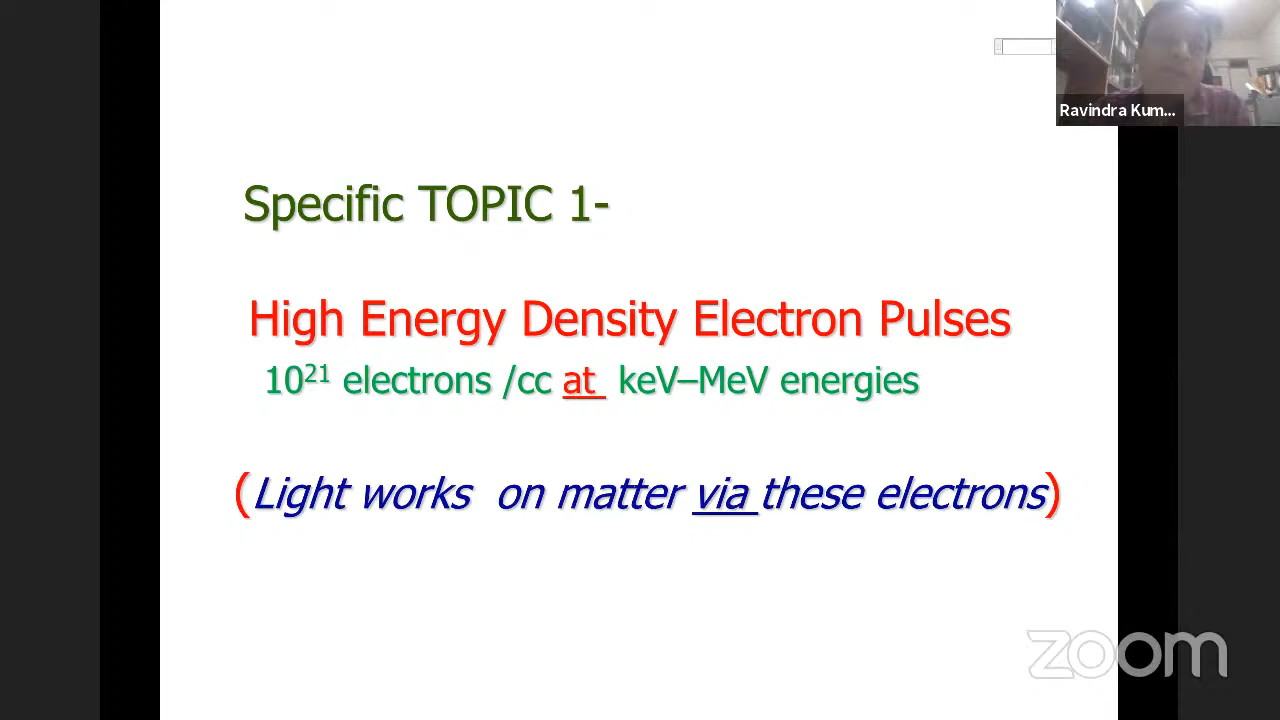 Ravindra Kum...
Specific TOPIC 1-
High Energy Density Electron Pulses
10²¹ electrons /cc at keV–MeV energies
(Light works on matter via these electrons)
zoom